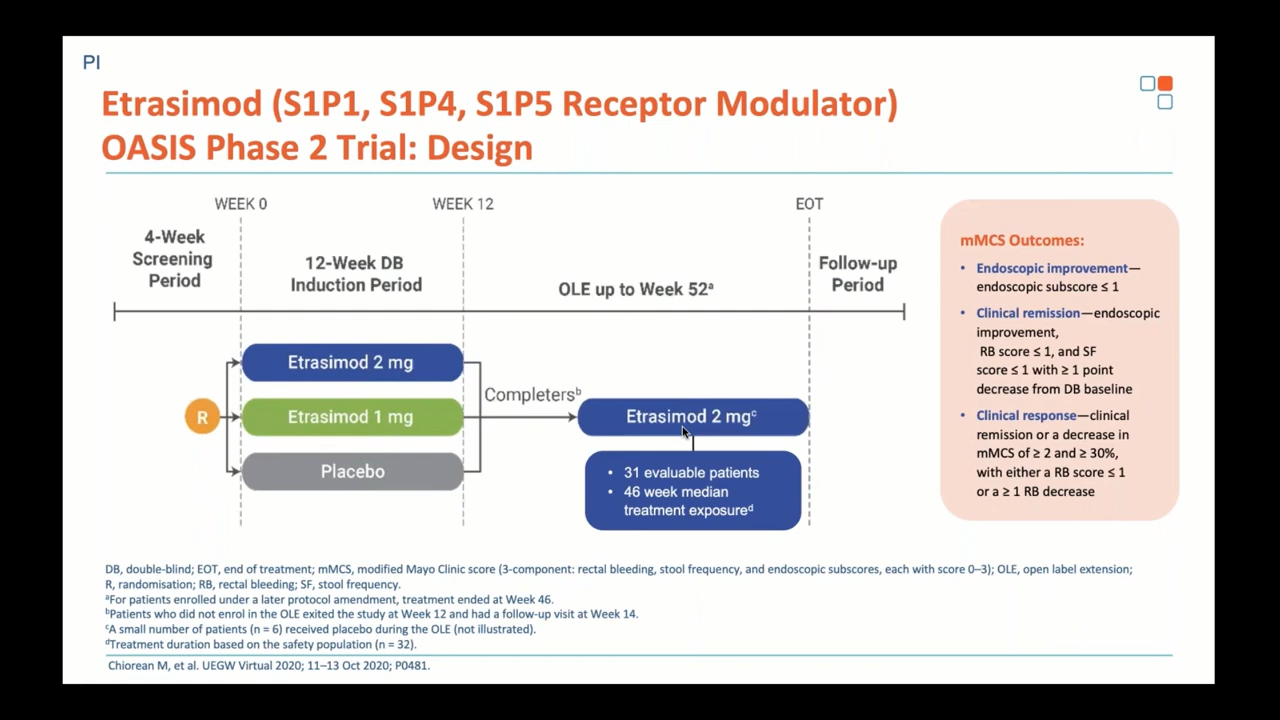 PI
Etrasimod (S1P1, S1P4, S1P5 Receptor Modulator)
OASIS Phase 2 Trial: Design
WEEK 0
WEEK 12
EOT
4-Week
Screening
Period
12-Week DB
Induction Period
OLE up to Week 52ᵃ
Follow-up
Period
R
Etrasimod 2 mg
Etrasimod 1 mg
Placebo
Completersᵇ
Etrasimod 2 mgᶜ
• 31 evaluable patients
• 46 week median
treatment exposureᵈ
mMCS Outcomes:
• Endoscopic improvement—
endoscopic subscore ≤ 1
• Clinical remission—endoscopic
improvement,
RB score ≤ 1, and SF
score ≤ 1 with ≥ 1 point
decrease from DB baseline
• Clinical response—clinical
remission or a decrease in
mMCS of ≥ 2 and ≥ 30%,
with either a RB score ≤ 1
or a ≥ 1 RB decrease
DB, double-blind; EOT, end of treatment; mMCS, modified Mayo Clinic score (3-component: rectal bleeding, stool frequency, and endoscopic subscores, each with score 0–3); OLE, open label extension;
R, randomisation; RB, rectal bleeding; SF, stool frequency.
ᵃFor patients enrolled under a later protocol amendment, treatment ended at Week 46.
ᵇPatients who did not enrol in the OLE exited the study at Week 12 and had a follow-up visit at Week 14.
ᶜA small number of patients (n = 6) received placebo during the OLE (not illustrated).
ᵈTreatment duration based on the safety population (n = 32).
Chiorean M, et al. UEGW Virtual 2020; 11–13 Oct 2020; P0481.